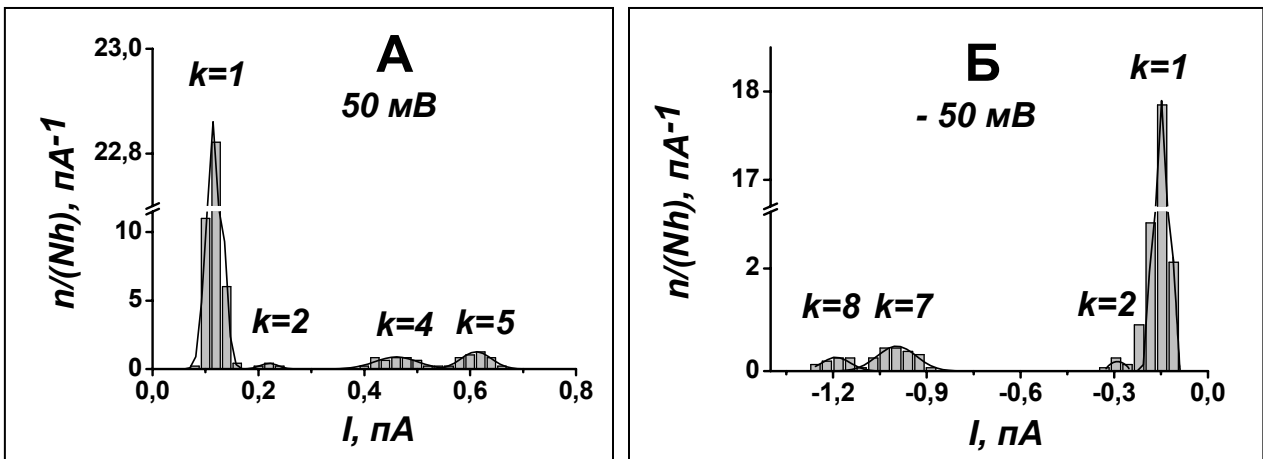 А
50 мВ
k=1
k=2
k=4
k=5
23,0
22,8
10
5
0
0,0 0,2 0,4 0,6 0,8
I, пА
n/(Nh), пА-1
Б
- 50 мВ
k=1
k=2
k=8 k=7
18
17
2
0
-1,2 -0,9 -0,6 -0,3 0,0
I, пА
n/(Nh), пА-1